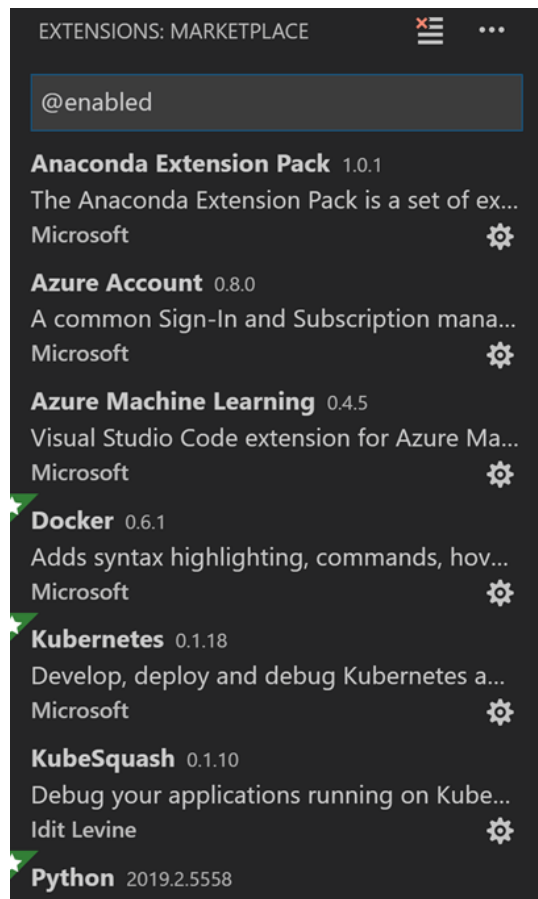 EXTENSIONS: MARKETPLACE
@enabled
Anaconda Extension Pack 1.0.1
The Anaconda Extension Pack is a set of ex...
Microsoft
Azure Account 0.8.0
A common Sign-In and Subscription mana...
Microsoft
Azure Machine Learning 0.4.5
Visual Studio Code extension for Azure Ma...
Microsoft
Docker 0.6.1
Adds syntax highlighting, commands, hov...
Microsoft
Kubernetes 0.1.18
Develop, deploy and debug Kubernetes a...
Microsoft
KubeSquash 0.1.10
Debug your applications running on Kube...
Idit Levine
Python 2019.2.5558